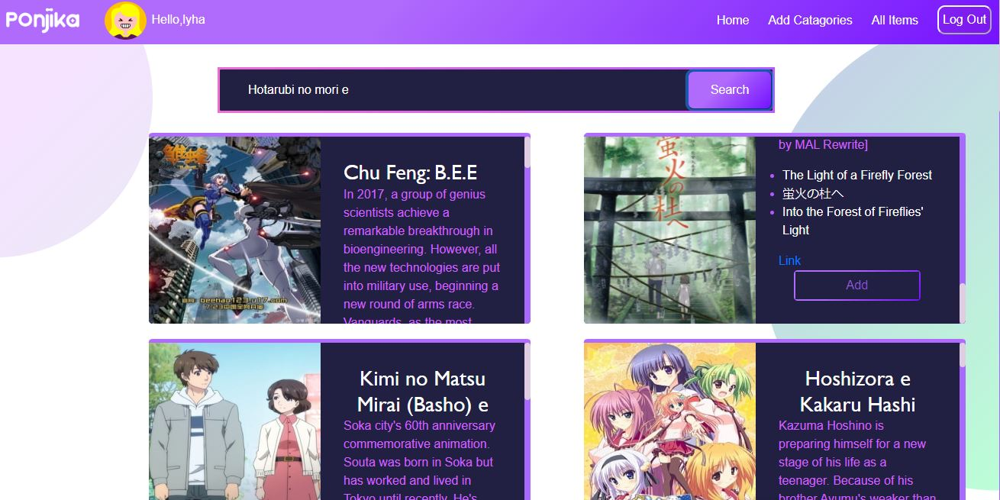 Ponjika
Hello,Iyha
Home
Add Catagories
All Items
Log Out
Hotarubi no mori e
Search
Chu Feng: B.E.E
In 2017, a group of genius
scientists achieve a
remarkable breakthrough in
bioengineering. However, all
the new technologies are put
into military use, beginning a
new round of arms race.
Vanguards, as the most
蛍火の杜へ
by MAL Rewrite]
The Light of a Firefly Forest
蛍火の杜へ
Into the Forest of Fireflies'
Light
Link
Add
Kimi no Matsu
Mirai (Basho) e
Soka city's 60th anniversary
commemorative animation.
Souta was born in Soka but
has worked and lived in
Tokyo until recently. He's
Hoshizora e
Kakaru Hashi
Kazuma Hoshino is
preparing himself for a new
stage of his life as a
teenager. Because of his
brother Ayumu's weaker than